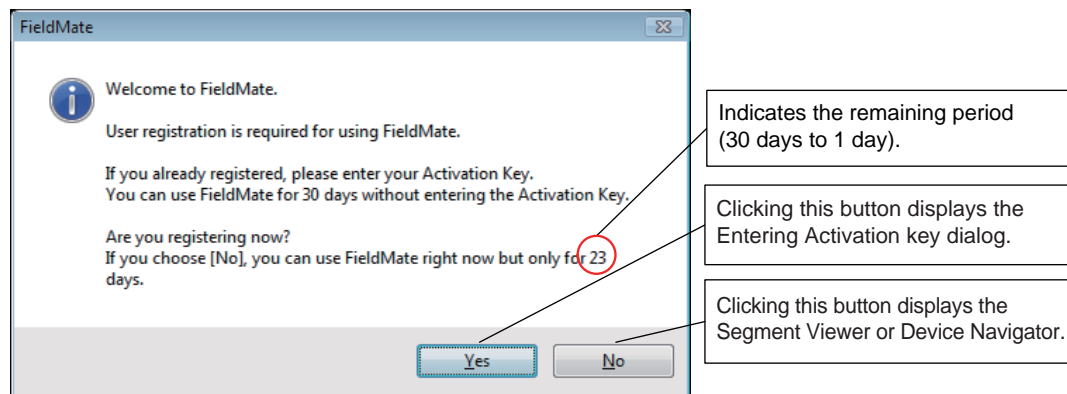 FieldMate
Welcome to FieldMate.
User registration is required for using FieldMate.
If you already registered, please enter your Activation Key.
You can use FieldMate for 30 days without entering the Activation Key.
Are you registering now?
If you choose [No], you can use FieldMate right now but only for 23
days.
Yes
No
Indicates the remaining period
(30 days to 1 day).
Clicking this button displays the
Entering Activation key dialog.
Clicking this button displays the
Segment Viewer or Device Navigator.